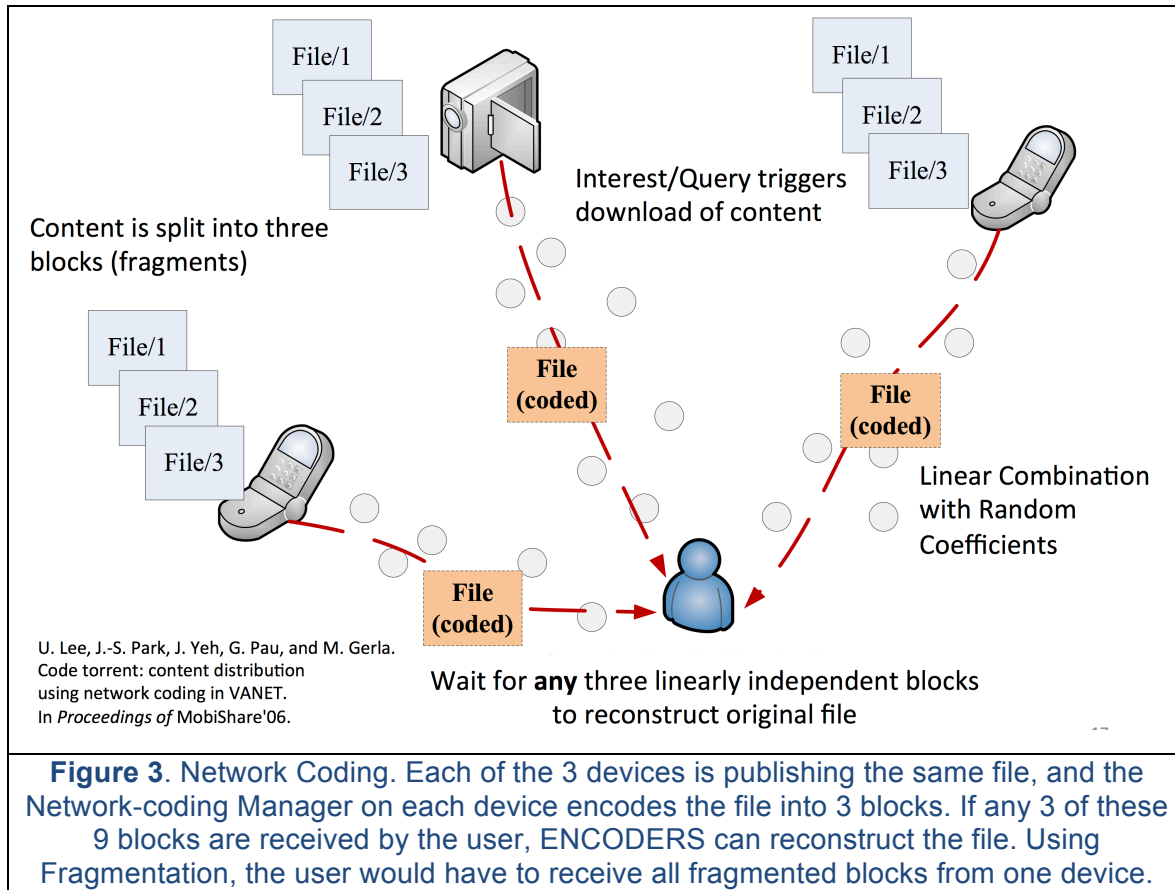 File/1
File/2
File/3
File/1
File/2
File/3
Interest/Query triggers
download of content
Content is split into three
blocks (fragments)
File/1
File/2
File/3
File
(coded)
File
(coded)
Linear Combination
with Random
Coefficients
File
(coded)
U. Lee, J.-S. Park, J. Yeh, G. Pau, and M. Gerla.
Code torrent: content distribution
using network coding in VANET.
In Proceedings of MobiShare'06.
Wait for any three linearly independent blocks
to reconstruct original file
Figure 3. Network Coding. Each of the 3 devices is publishing the same file, and the
Network-coding Manager on each device encodes the file into 3 blocks. If any 3 of these
9 blocks are received by the user, ENCODERS can reconstruct the file. Using
Fragmentation, the user would have to receive all fragmented blocks from one device.